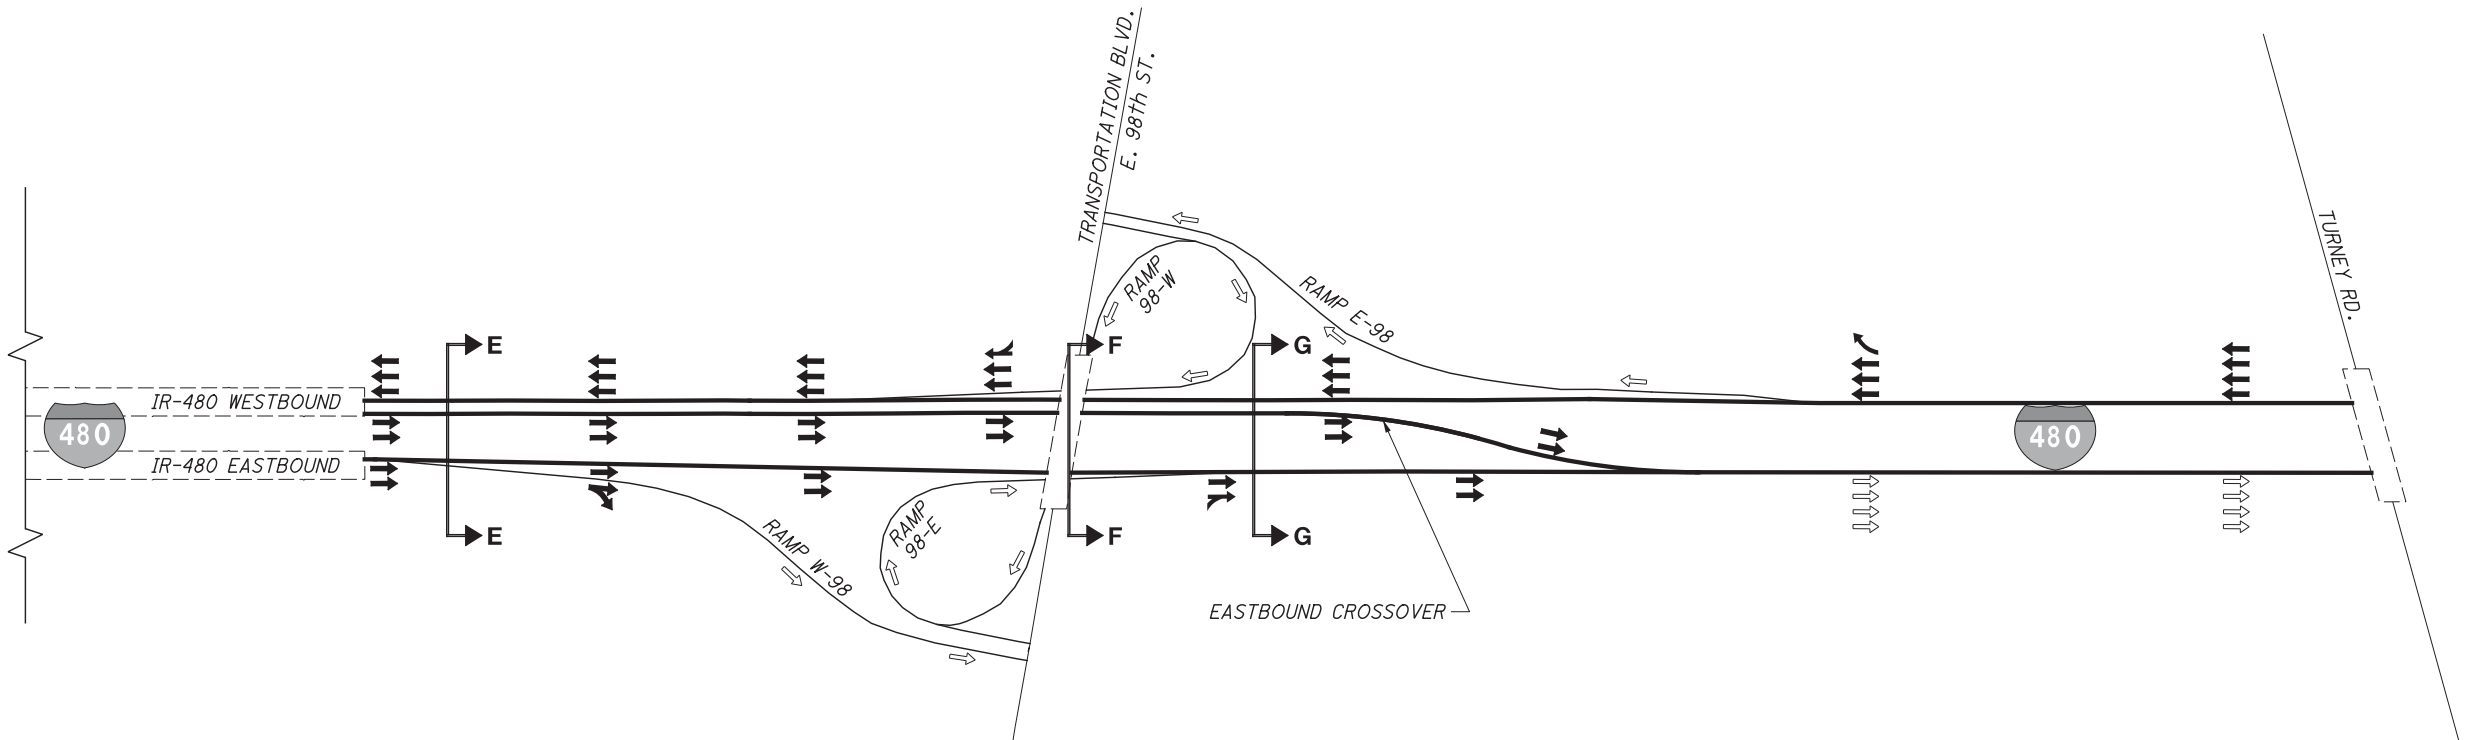 TRANSPORTATION BLVD.
E. 98th ST.
TURNEY RD.
RAMP
98-W
RAMP E-98
E
F
G
IR-480 WESTBOUND
480
480
IR-480 EASTBOUND
RAMP
98-E
RAMP W-98
E
F
G
EASTBOUND CROSSOVER